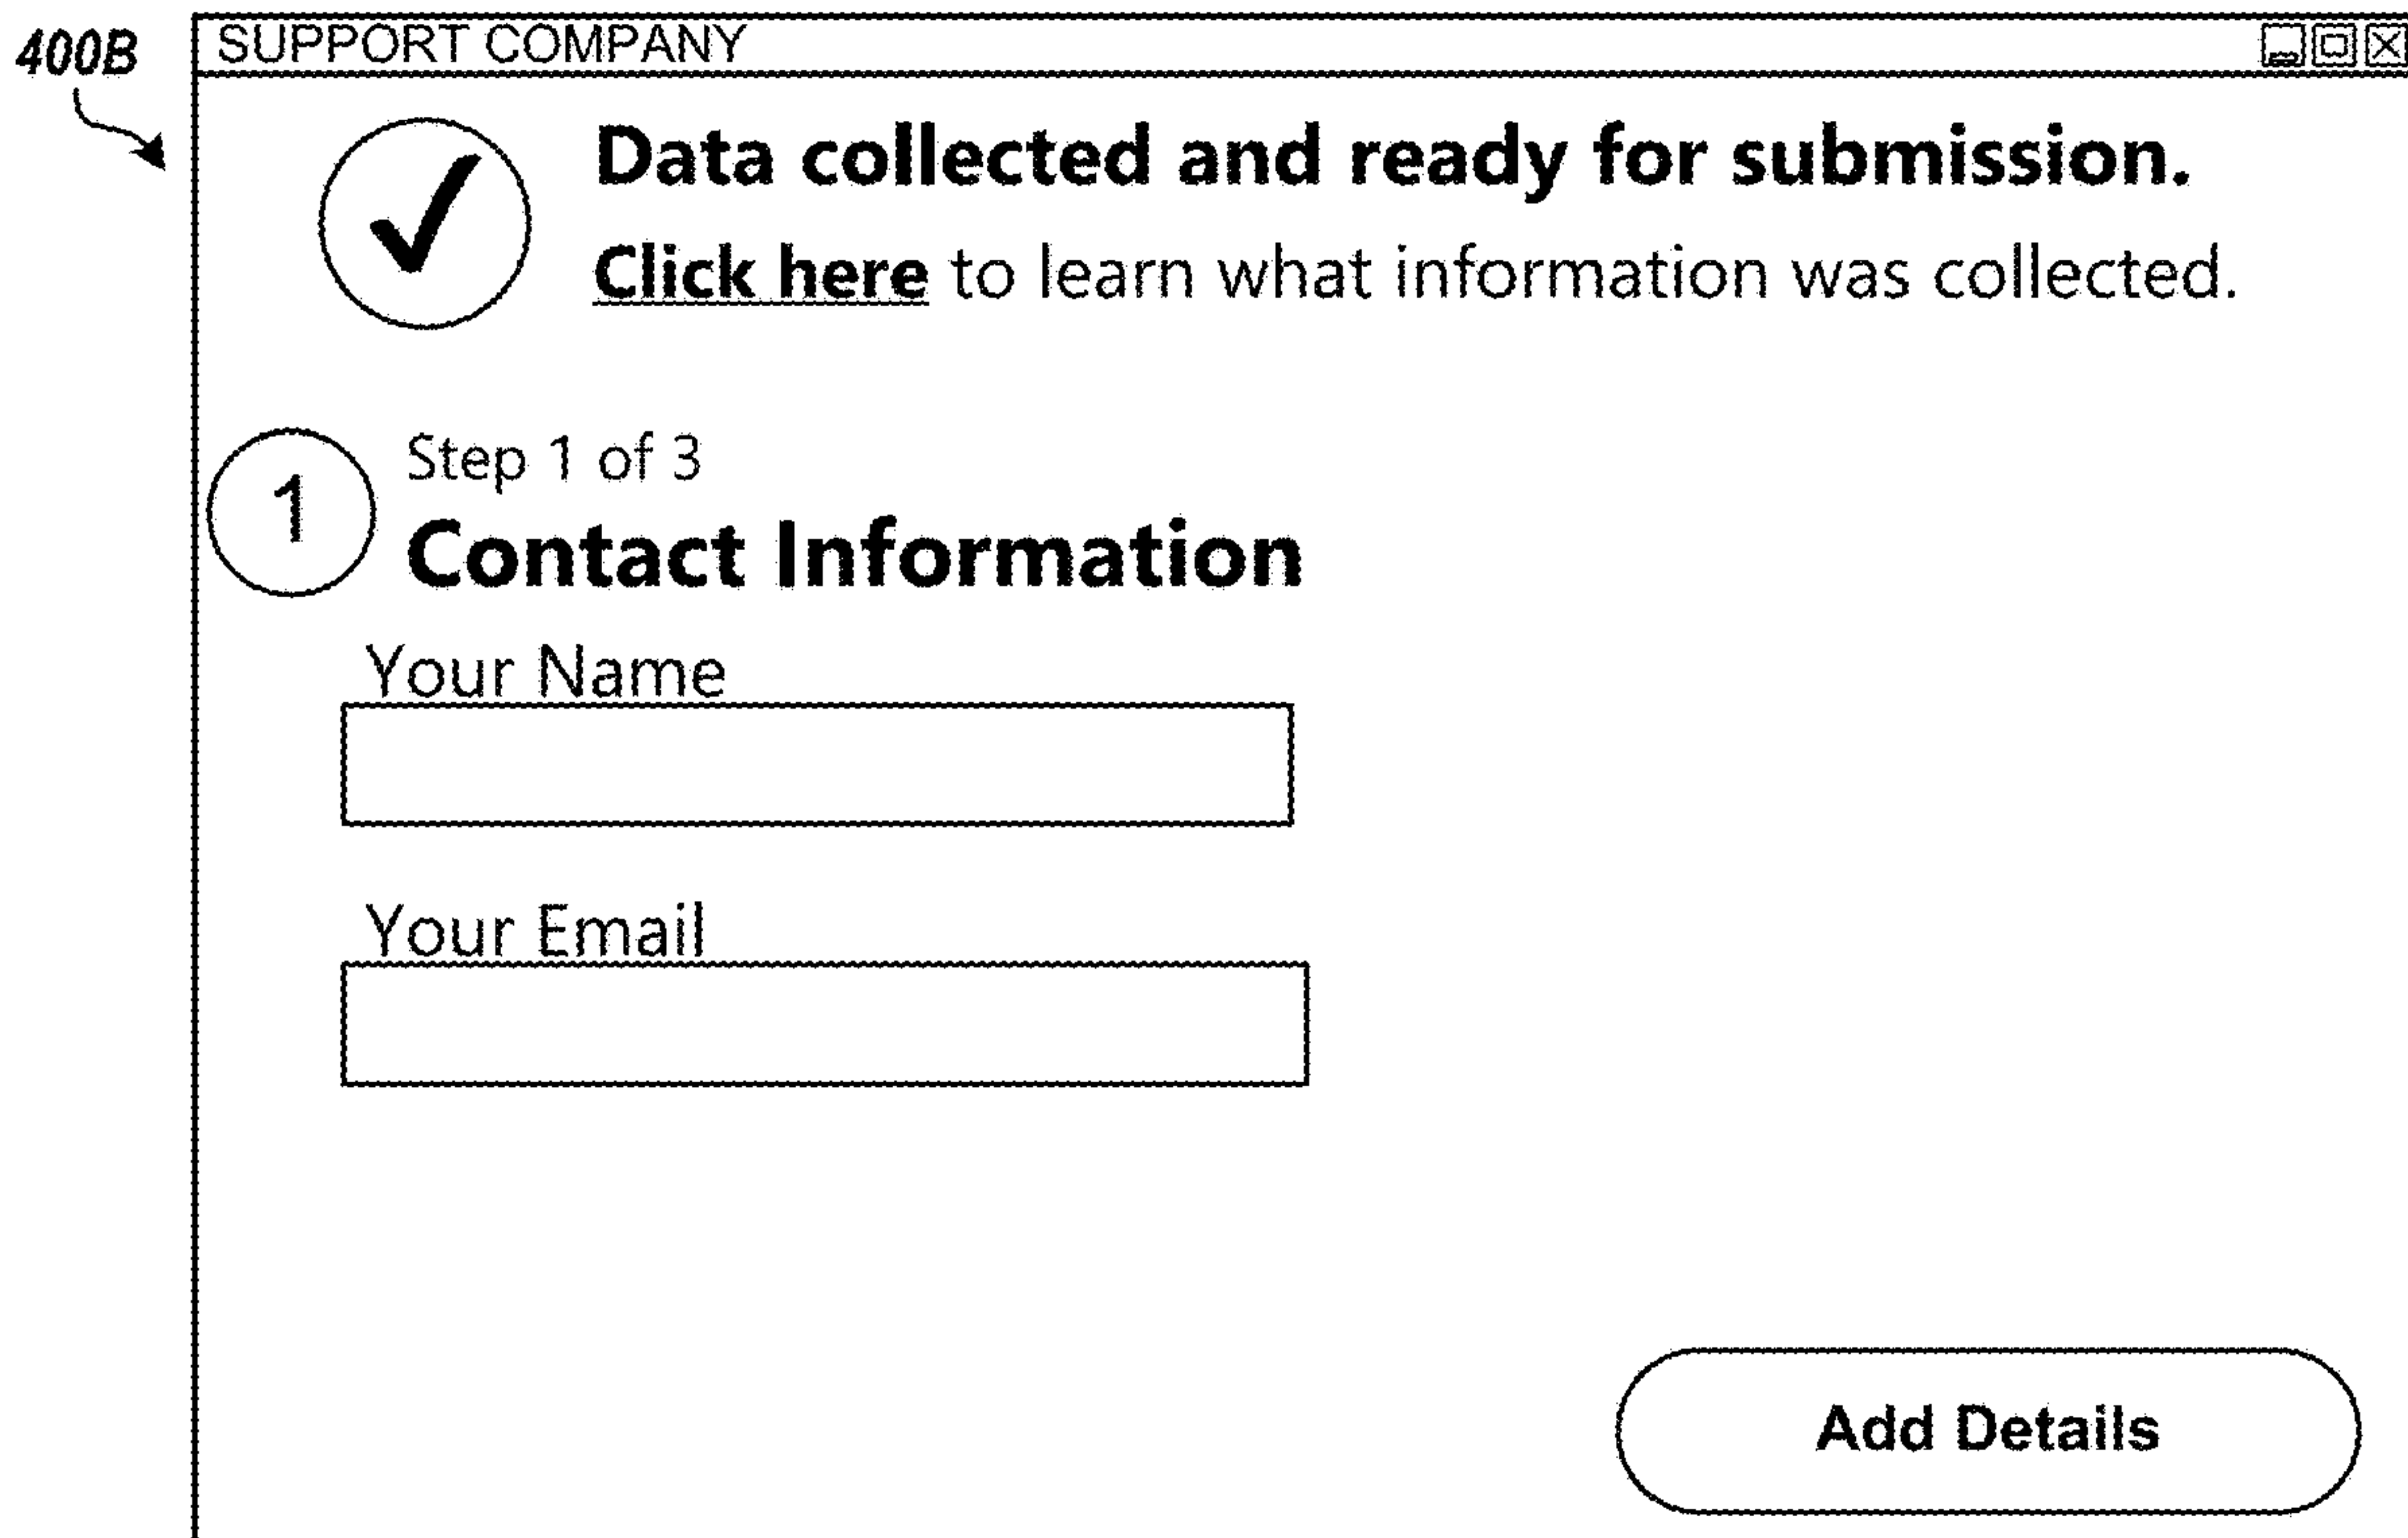 400B
SUPPORT COMPANY
Data collected and ready for submission.
Click here to learn what information was collected.
1
Step 1 of 3
Contact Information
Your Name
Your Email
Add Details